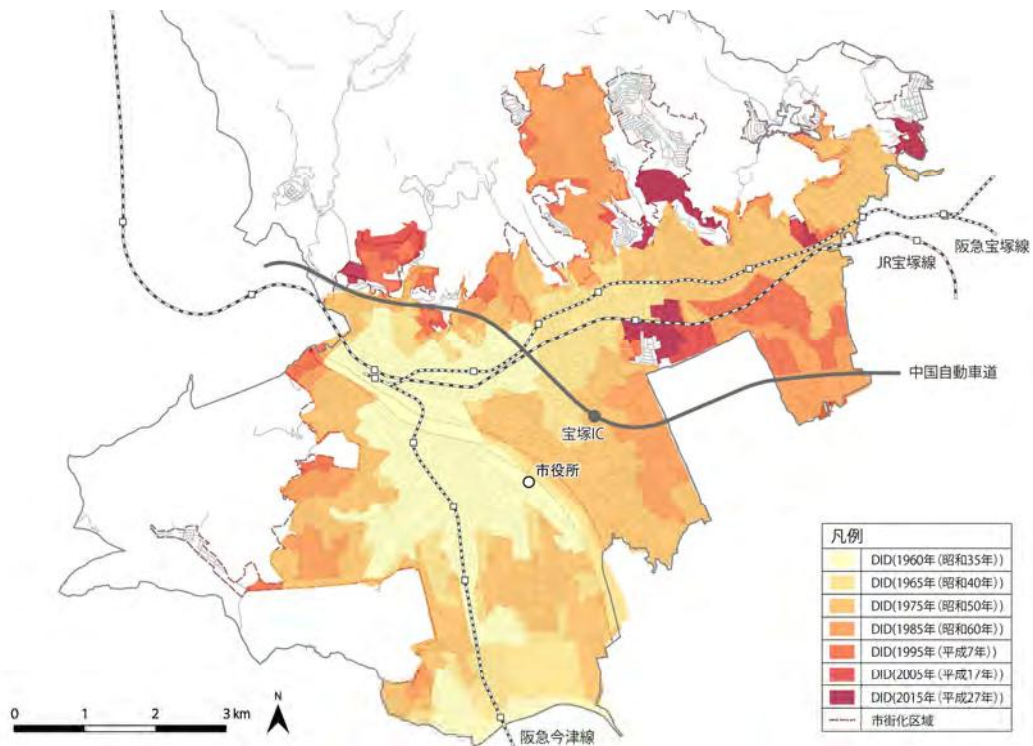 阪急宝塚線
JR宝塚線
中国自動車道
宝塚IC
市役所
凡例
DID(1960年(昭和35年))
DID(1965年(昭和40年))
DID(1975年(昭和50年))
DID(1985年(昭和60年))
DID(1995年(平成7年))
DID(2005年(平成17年))
DID(2015年(平成27年))
市街化区域
0 1 2 3 km
N
阪急今津線